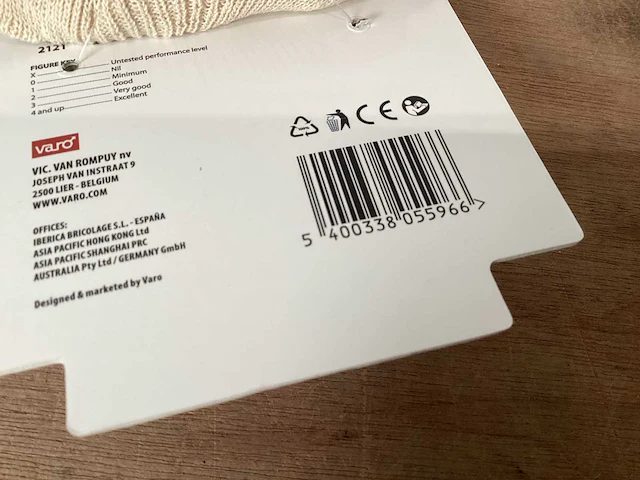 2121
FIGURE KEY
X Untested performance level
0 Nil
1 Minimum
2 Good
3 Very good
4 and up Excellent
varo
VIC. VAN ROMPUY nv
JOSEPH VAN INSTRAAT 9
2500 LIER - BELGIUM
WWW.VARO.COM
OFFICES:
IBERICA BRICOLAGE S.L. - ESPAÑA
ASIA PACIFIC HONG KONG Ltd
ASIA PACIFIC SHANGHAI PRC
AUSTRALIA Pty Ltd / GERMANY GmbH
Designed & marketed by Varo
CE
5 400338 055966 >